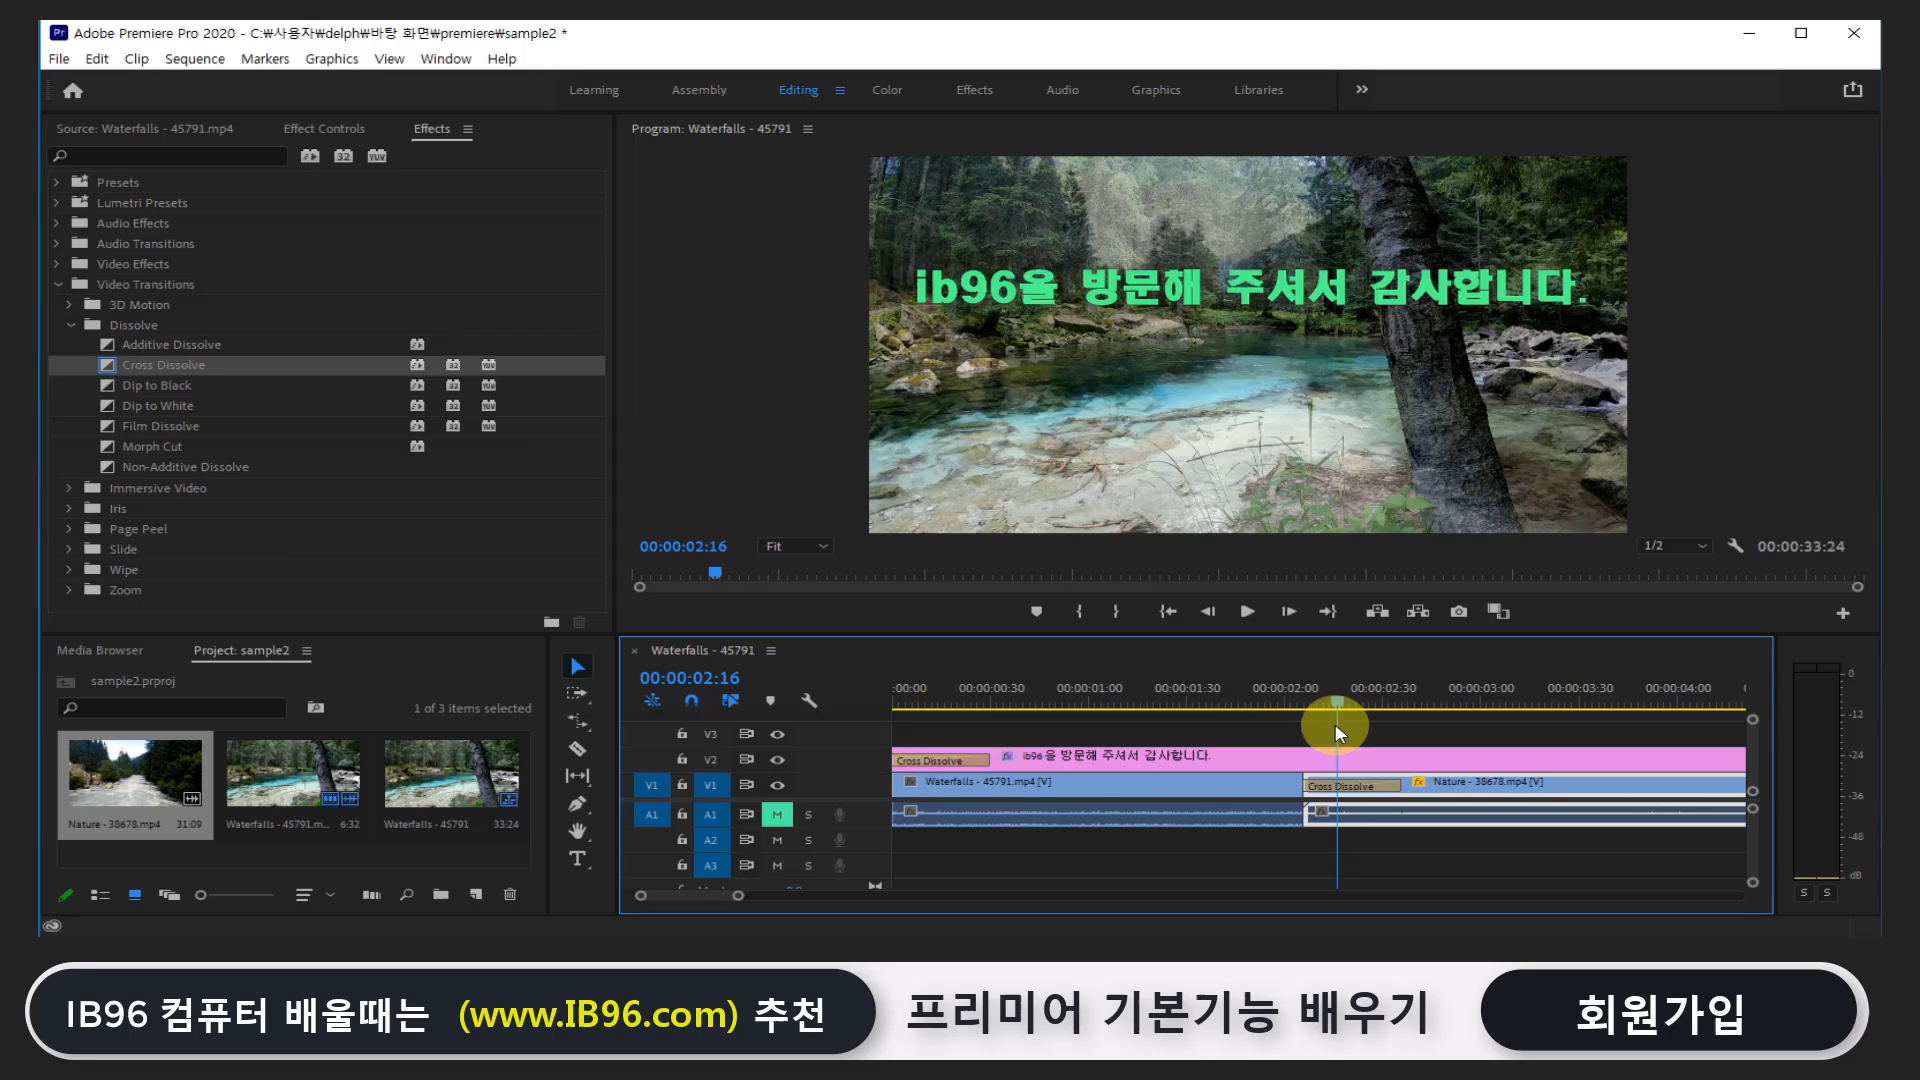 Adobe Premiere Pro 2020 - C:₩사용자₩delph₩바탕 화면₩premiere₩sample2 *
File Edit Clip Sequence Markers Graphics View Window Help
Learning Assembly Editing Color Effects Audio Graphics Libraries
Source: Waterfalls - 45791.mp4 Effect Controls Effects
Program: Waterfalls - 45791
Presets
Lumetri Presets
Audio Effects
Audio Transitions
Video Effects
Video Transitions
3D Motion
Dissolve
Additive Dissolve
Cross Dissolve
Dip to Black
Dip to White
Film Dissolve
Morph Cut
Non-Additive Dissolve
Immersive Video
Iris
Page Peel
Slide
Wipe
Zoom
ib96을 방문해 주셔서 감사합니다.
00:00:02:16 Fit 1/2 00:00:33:24
Media Browser Project: sample2
sample2.prproj
1 of 3 items selected
Nature - 38678.mp4 31:09
Waterfalls - 45791.m... 6:32
Waterfalls - 45791 33:24
Waterfalls - 45791
00:00:02:16
:00:00 00:00:00:30 00:00:01:00 00:00:01:30 00:00:02:00 00:00:02:30 00:00:03:00 00:00:03:30 00:00:04:00
V3
V2 Cross Dissolve ib96을 방문해 주셔서 감사합니다.
V1 V1 Waterfalls - 45791.mp4 [V] Cross Dissolve Nature - 38678.mp4 [V]
A1 A1 M S
A2 M S
A3 M S
0
-12
-24
-36
-48
dB
S S
IB96 컴퓨터 배울때는 (www.IB96.com) 추천
프리미어 기본기능 배우기
회원가입